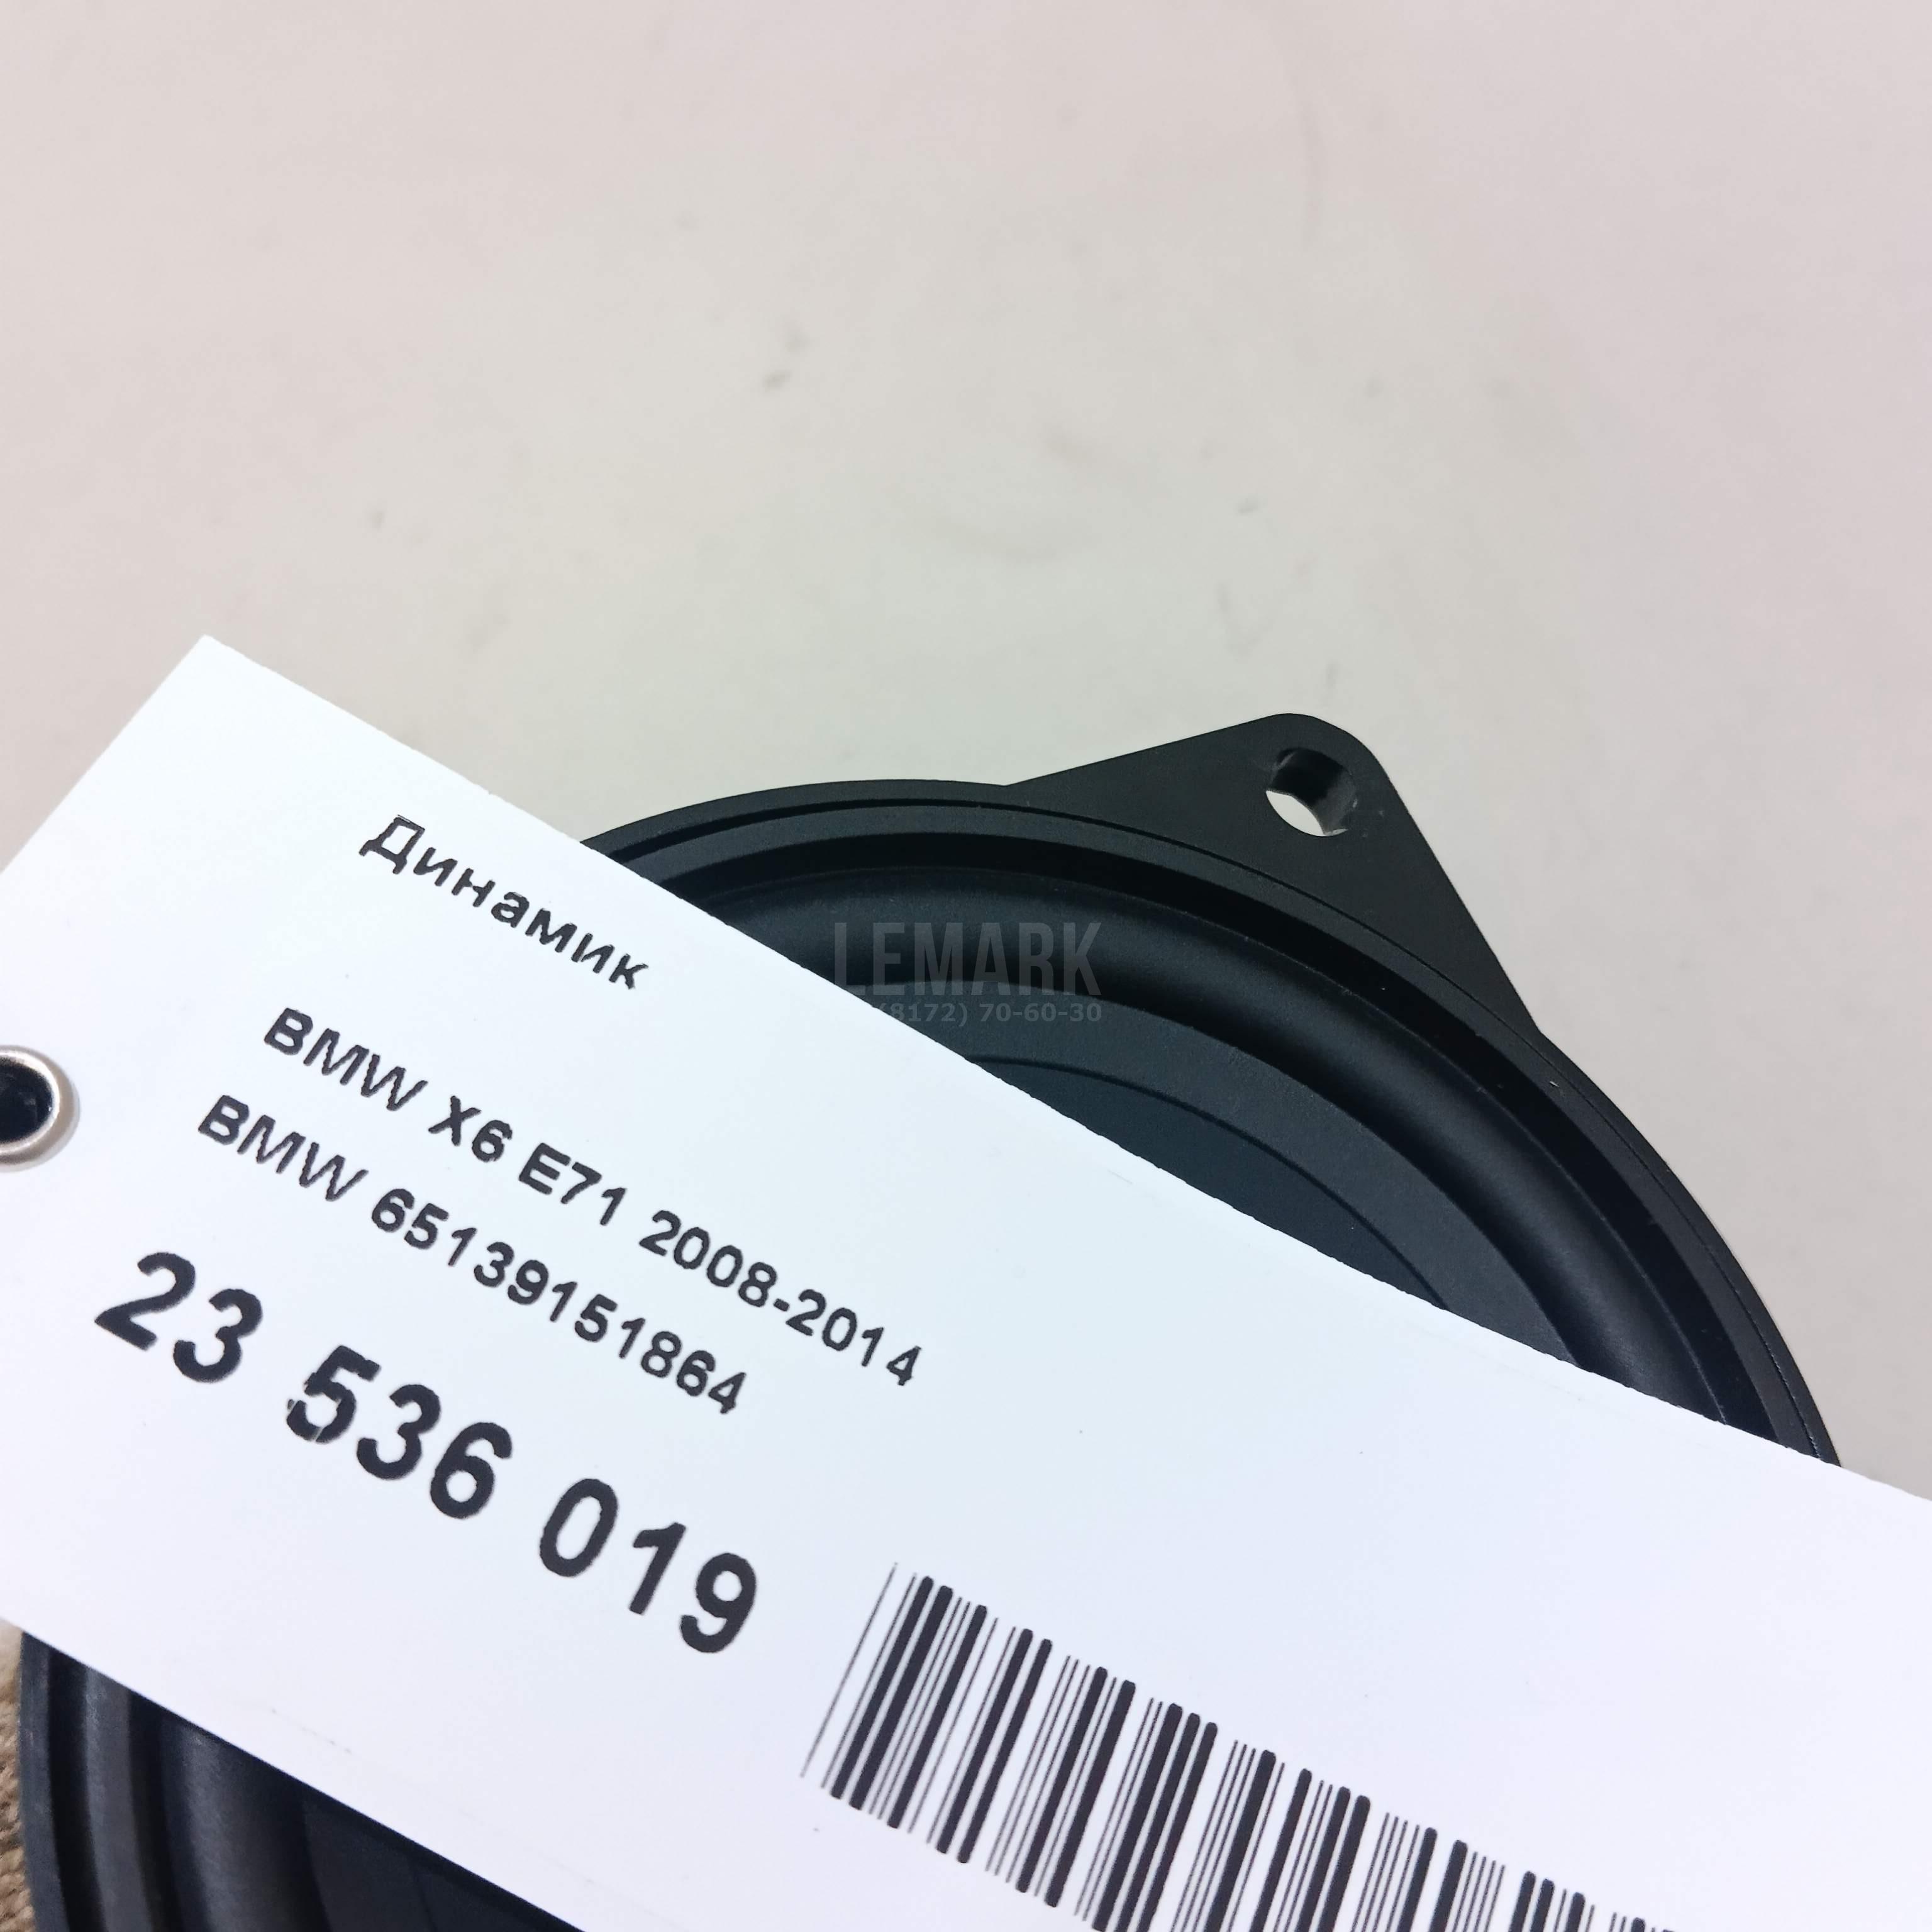 Динамик
BMW X6 E71 2008-2014
BMW 65139151864
23 536 019
LEMARK
(8172) 70-60-30